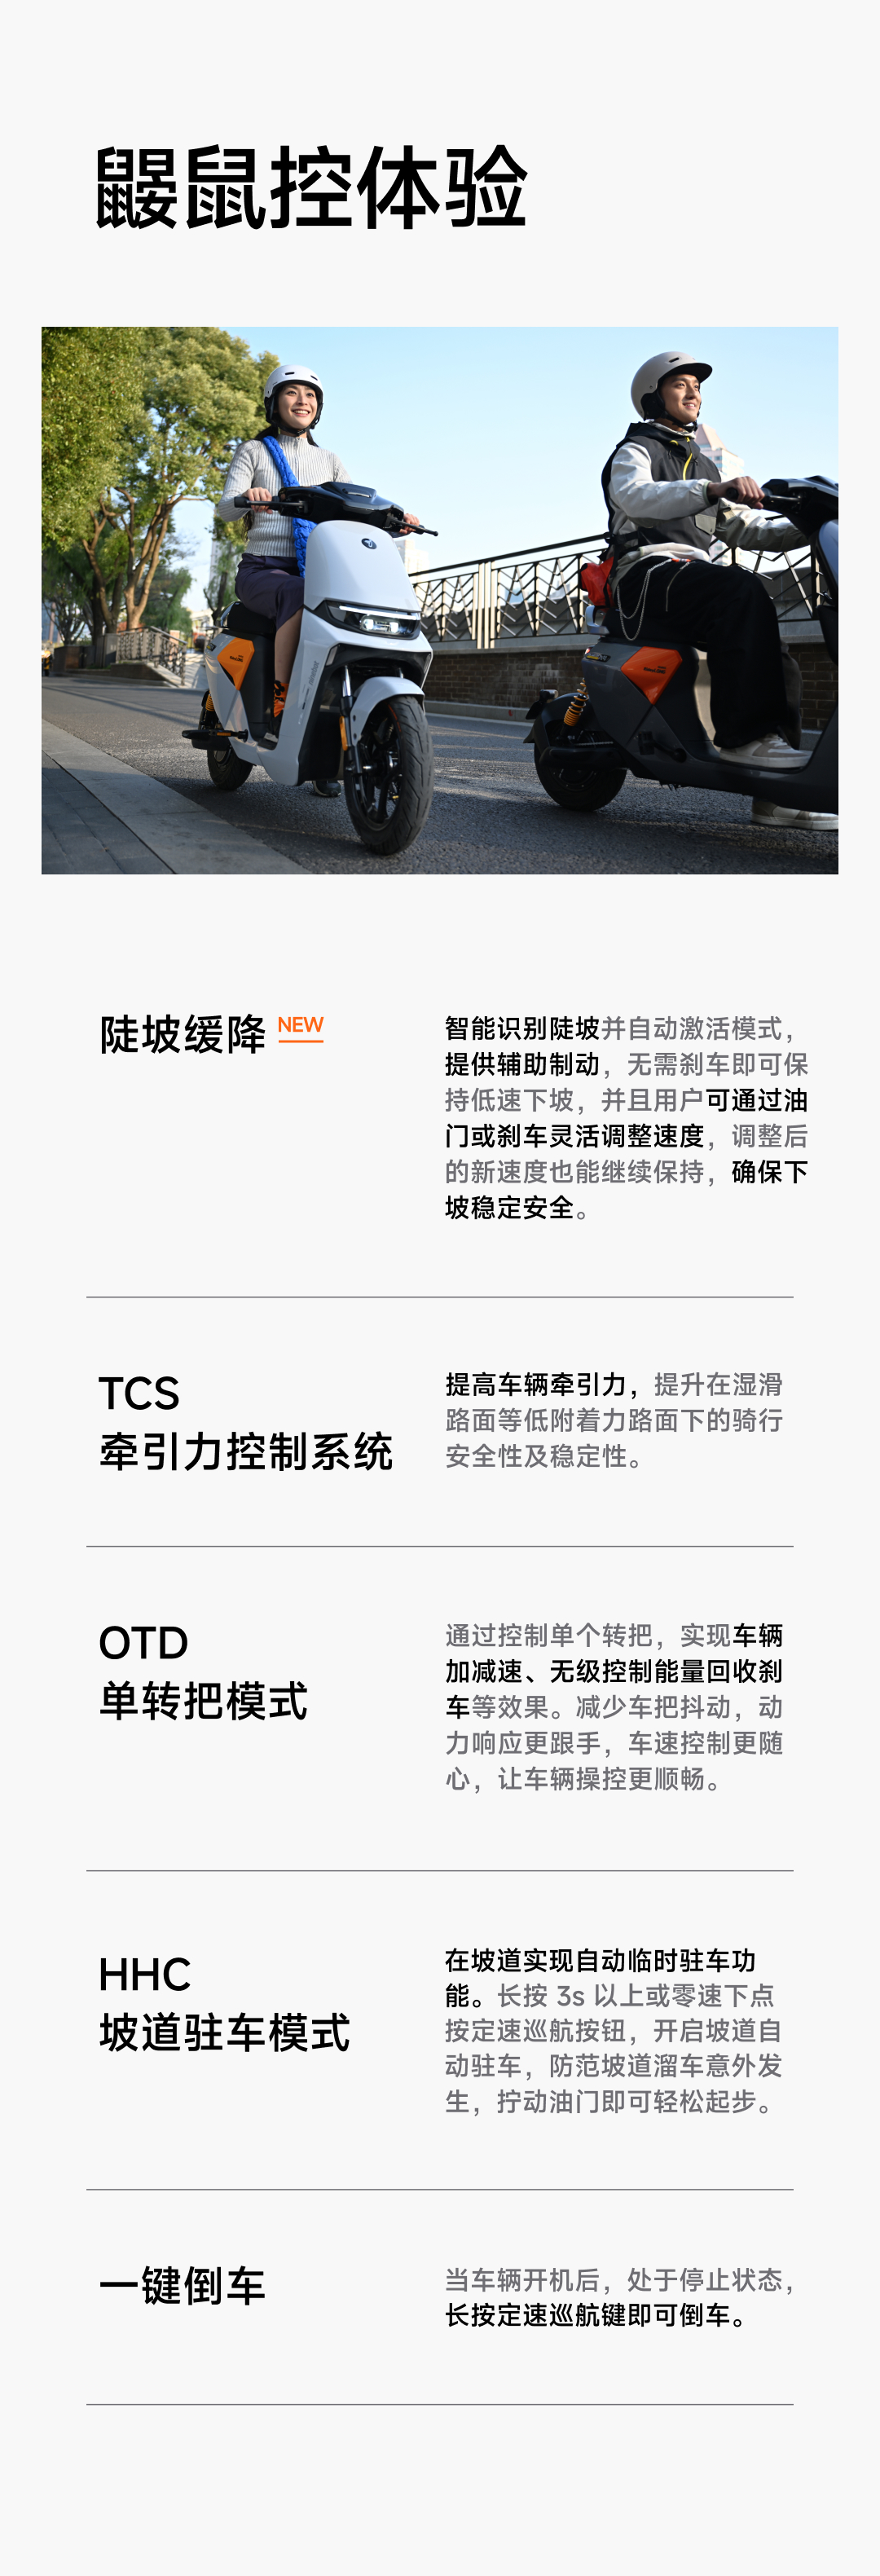 鼹鼠控体验
陡坡缓降 NEW
智能识别陡坡并自动激活模式，
提供辅助制动，无需刹车即可保
持低速下坡，并且用户可通过油
门或刹车灵活调整速度，调整后
的新速度也能继续保持，确保下
坡稳定安全。
TCS
牵引力控制系统
提高车辆牵引力，提升在湿滑
路面等低附着力路面下的骑行
安全性及稳定性。
OTD
单转把模式
通过控制单个转把，实现车辆
加减速、无级控制能量回收刹
车等效果。减少车把抖动，动
力响应更跟手，车速控制更随
心，让车辆操控更顺畅。
HHC
坡道驻车模式
在坡道实现自动临时驻车功
能。长按 3s 以上或零速下点
按定速巡航按钮，开启坡道自
动驻车，防范坡道溜车意外发
生，拧动油门即可轻松起步。
一键倒车
当车辆开机后，处于停止状态，
长按定速巡航键即可倒车。